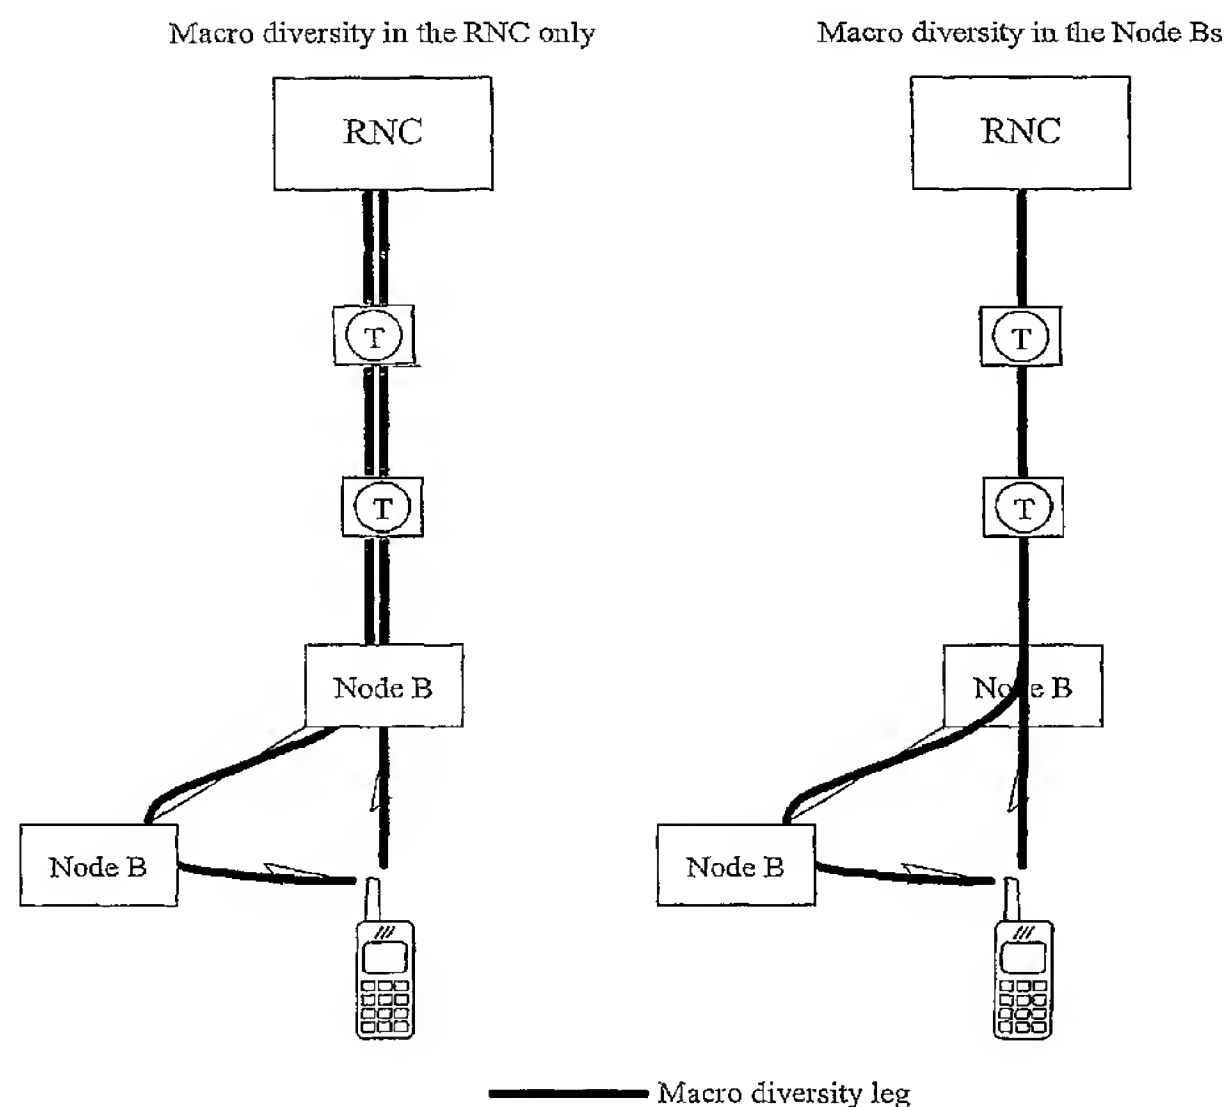 Macro diversity in the RNC only
Macro diversity in the Node Bs
RNC
RNC
T
T
T
T
Node B
Node B
Node B
Node B
Macro diversity leg